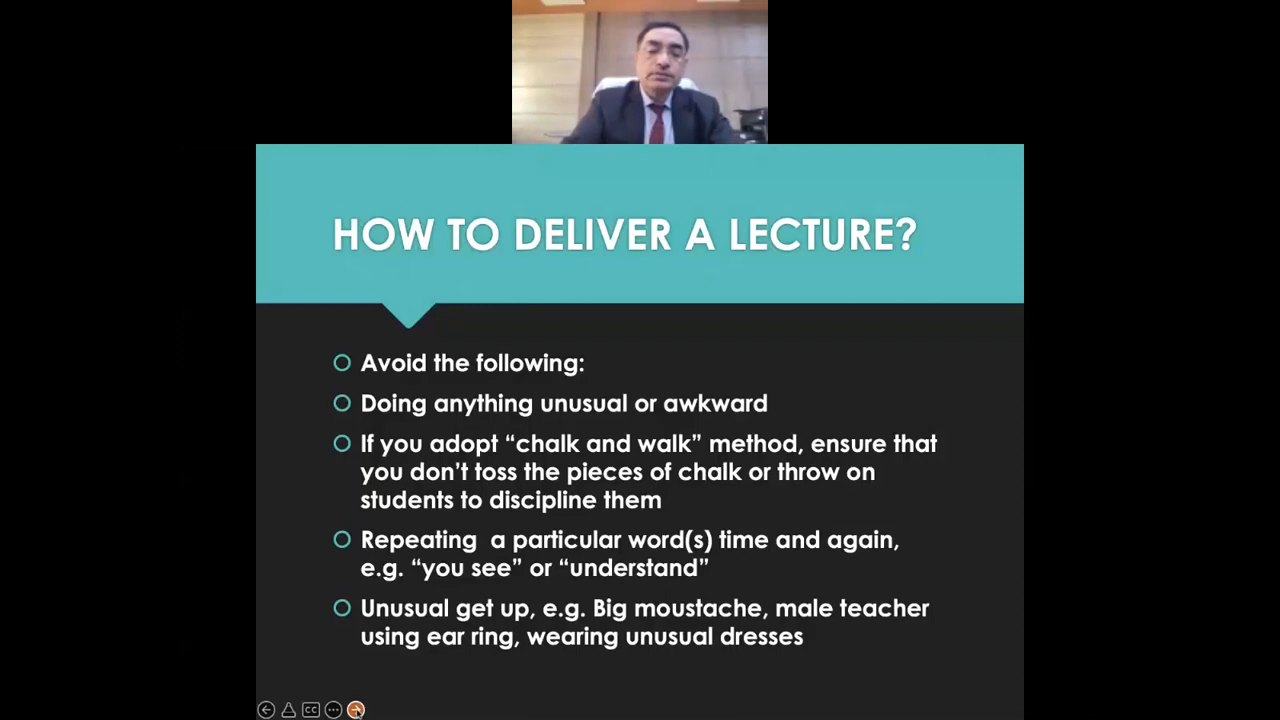 HOW TO DELIVER A LECTURE?
Avoid the following:
Doing anything unusual or awkward
If you adopt “chalk and walk” method, ensure that
you don’t toss the pieces of chalk or throw on
students to discipline them
Repeating  a particular word(s) time and again,
e.g. “you see” or “understand”
Unusual get up, e.g. Big moustache, male teacher
using ear ring, wearing unusual dresses
CC